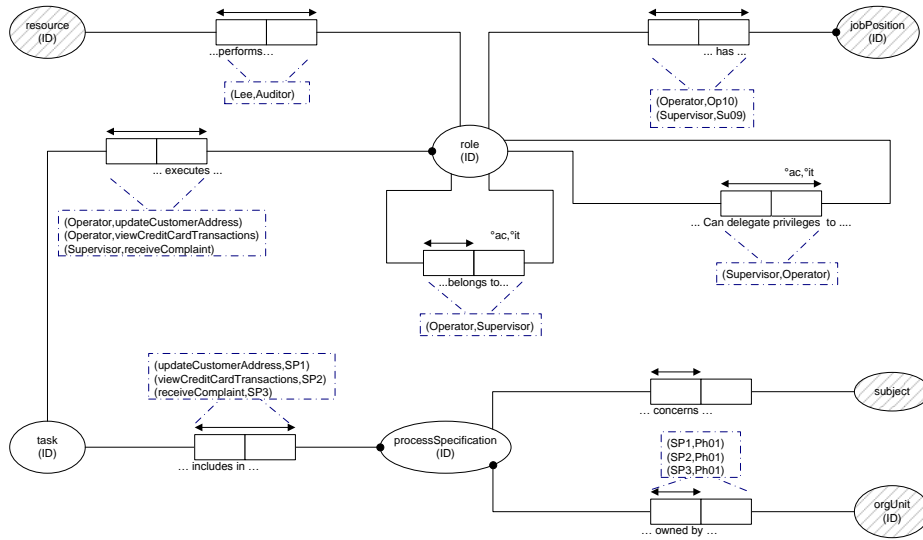 resource
(ID)
...performs...
(Lee,Auditor)
... has ...
jobPosition
(ID)
(Operator,Op10)
(Supervisor,Su09)
role
(ID)
... executes ...
(Operator,updateCustomerAddress)
(Operator,viewCreditCardTransactions)
(Supervisor,receiveComplaint)
°ac,°it
...belongs to...
(Operator,Supervisor)
°ac,°it
... Can delegate privileges to ....
(Supervisor,Operator)
(updateCustomerAddress,SP1)
(viewCreditCardTransactions,SP2)
(receiveComplaint,SP3)
task
(ID)
... includes in ...
processSpecification
(ID)
... concerns ...
subject
(SP1,Ph01)
(SP2,Ph01)
(SP3,Ph01)
... owned by ...
orgUnit
(ID)